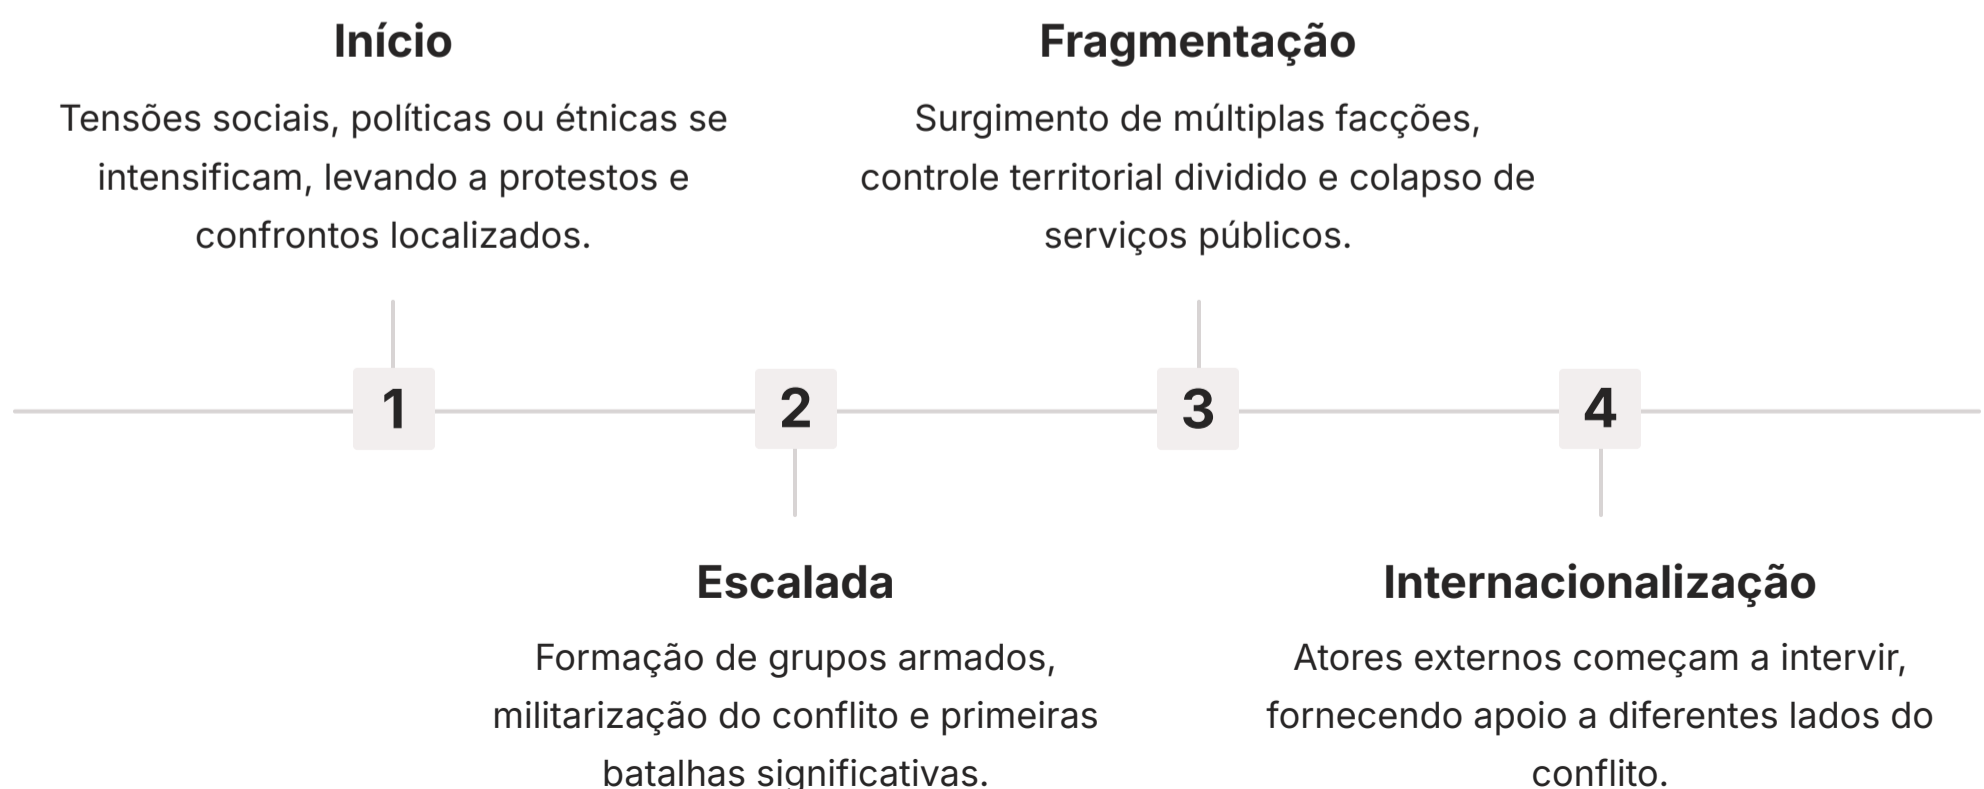 Início
Tensões sociais, políticas ou étnicas se
intensificam, levando a protestos e
confrontos localizados.
Fragmentação
Surgimento de múltiplas facções,
controle territorial dividido e colapso de
serviços públicos.
1
2
3
4
Escalada
Formação de grupos armados,
militarização do conflito e primeiras
batalhas significativas.
Internacionalização
Atores externos começam a intervir,
fornecendo apoio a diferentes lados do
conflito.